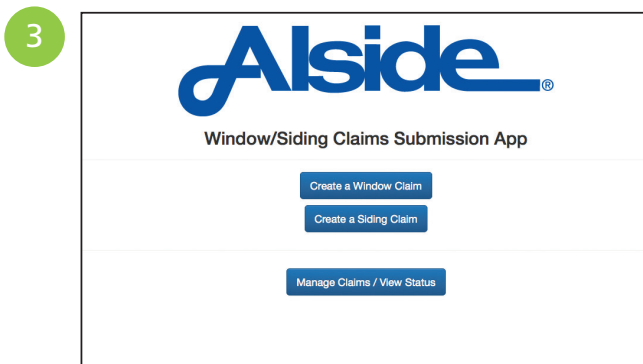 3
Alside®
Window/Siding Claims Submission App
Create a Window Claim
Create a Siding Claim
Manage Claims / View Status